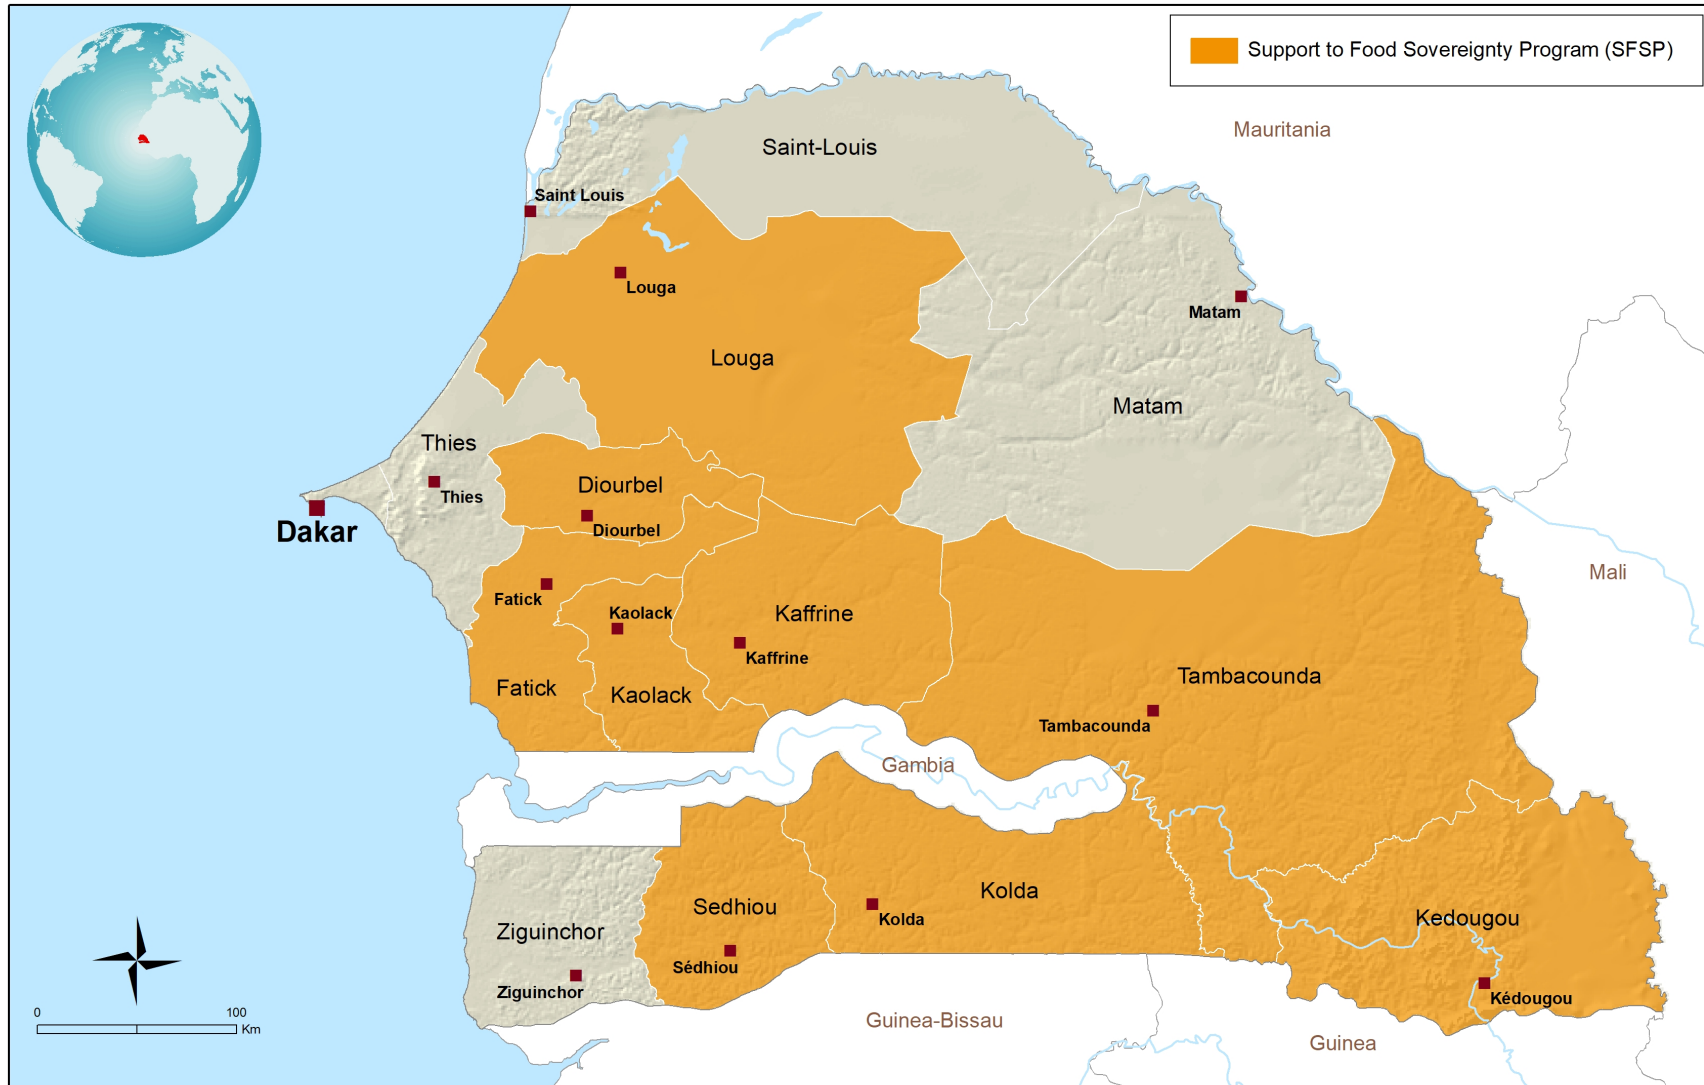 Support to Food Sovereignty Program (SFSP)
Mauritania
Saint-Louis
Saint Louis
Louga
Matam
Louga
Matam
Thies
Thies
Diourbel
Diourbel
Dakar
Mali
Fatick
Kaolack
Kaffrine
Kaffrine
Tambacounda
Fatick
Kaolack
Tambacounda
Gambia
Kolda
Sedhiou
Kolda
Kedougou
Ziguinchor
Sédhiou
Ziguinchor
Kédougou
0 100
Km
Guinea-Bissau
Guinea